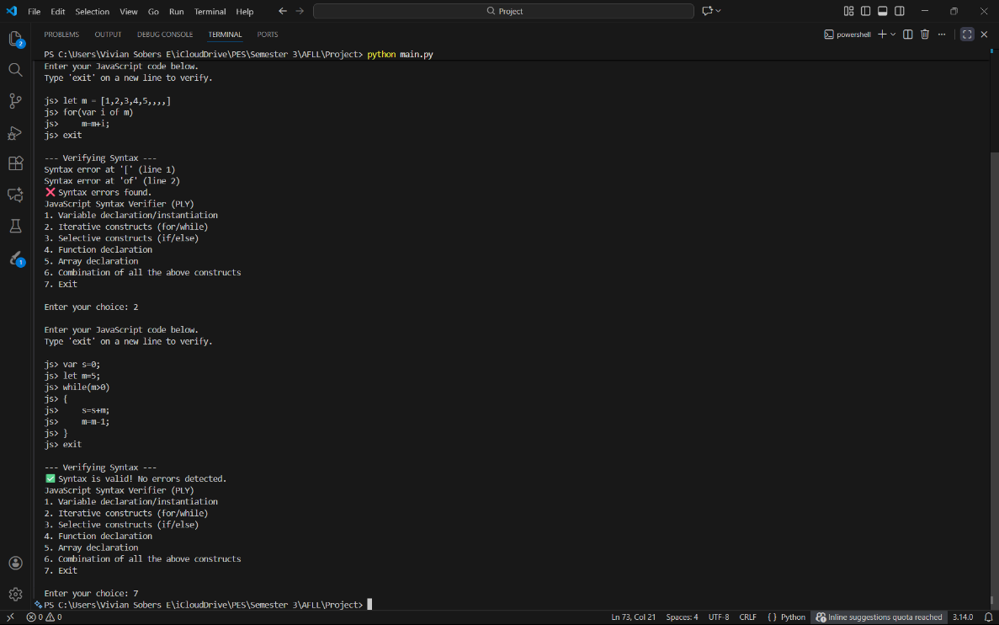 File Edit Selection View Go Run Terminal Help
Project
PROBLEMS OUTPUT DEBUG CONSOLE TERMINAL PORTS
powershell
2
PS C:\Users\Vivian Sobers E\iCloudDrive\PES\Semester 3\AFLL\Project> python main.py
Enter your JavaScript code below.
Type 'exit' on a new line to verify.
js> let m = [1,2,3,4,5,,,,]
js> for(var i of m)
js>     m=m+i;
js> exit
--- Verifying Syntax ---
Syntax error at '[' (line 1)
Syntax error at 'of' (line 2)
❌ Syntax errors found.
JavaScript Syntax Verifier (PLY)
1. Variable declaration/instantiation
2. Iterative constructs (for/while)
3. Selective constructs (if/else)
4. Function declaration
5. Array declaration
6. Combination of all the above constructs
7. Exit
1
Enter your choice: 2
Enter your JavaScript code below.
Type 'exit' on a new line to verify.
js> var s=0;
js> let m=5;
js> while(m>0)
js> {
js>     s=s+m;
js>     m=m-1;
js> }
js> exit
--- Verifying Syntax ---
✅ Syntax is valid! No errors detected.
JavaScript Syntax Verifier (PLY)
1. Variable declaration/instantiation
2. Iterative constructs (for/while)
3. Selective constructs (if/else)
4. Function declaration
5. Array declaration
6. Combination of all the above constructs
7. Exit
Enter your choice: 7
PS C:\Users\Vivian Sobers E\iCloudDrive\PES\Semester 3\AFLL\Project>
0 0 Ln 73, Col 21 Spaces: 4 UTF-8 CRLF { } Python Inline suggestions quota reached 3.14.0